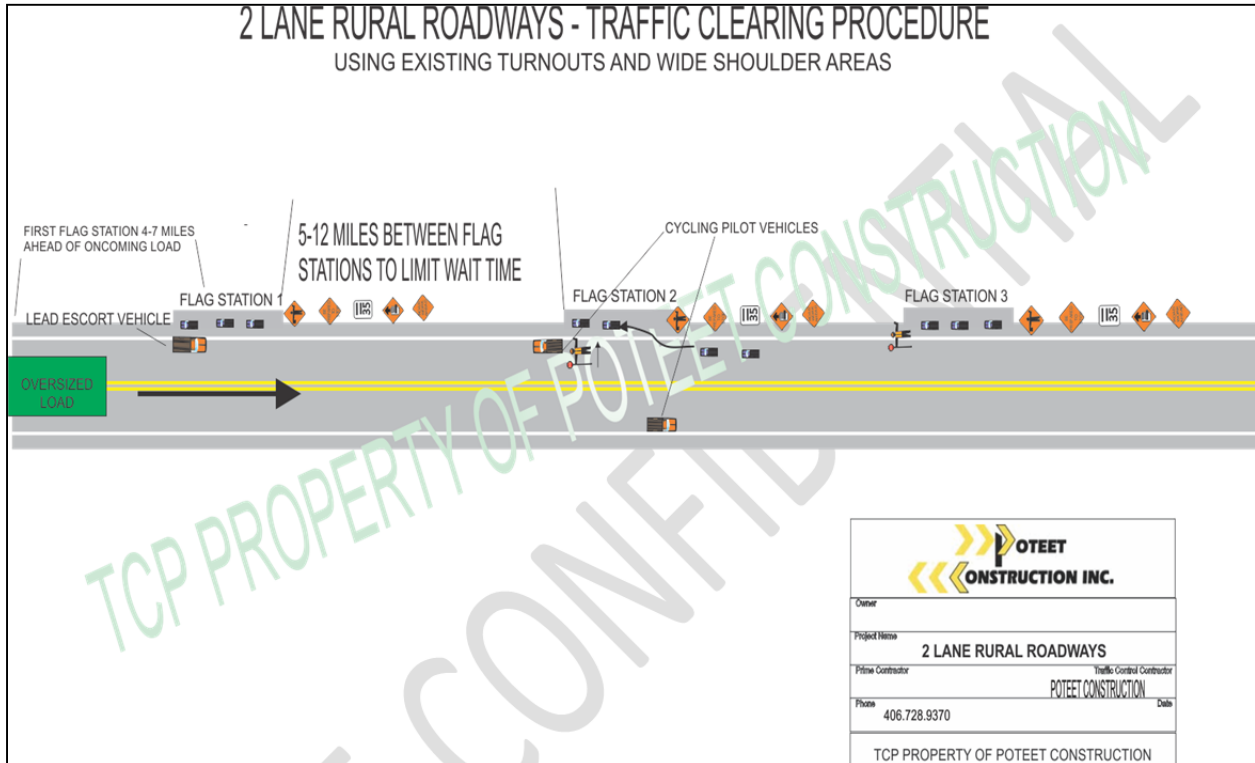 2 LANE RURAL ROADWAYS - TRAFFIC CLEARING PROCEDURE
USING EXISTING TURNOUTS AND WIDE SHOULDER AREAS
FIRST FLAG STATION 4-7 MILES
AHEAD OF ONCOMING LOAD
5-12 MILES BETWEEN FLAG
STATIONS TO LIMIT WAIT TIME
CYCLING PILOT VEHICLES
FLAG STATION 1
FLAG STATION 2
FLAG STATION 3
LEAD ESCORT VEHICLE
35
35
35
OVERSIZED
LOAD
TCP PROPERTY OF POTEET CONSTRUCTION
CONFIDENTIAL
POTEET
CONSTRUCTION INC.
Owner
Project Name
2 LANE RURAL ROADWAYS
Prime Contractor
Traffic Control Contractor
POTEET CONSTRUCTION
Phone
Date
406.728.9370
TCP PROPERTY OF POTEET CONSTRUCTION